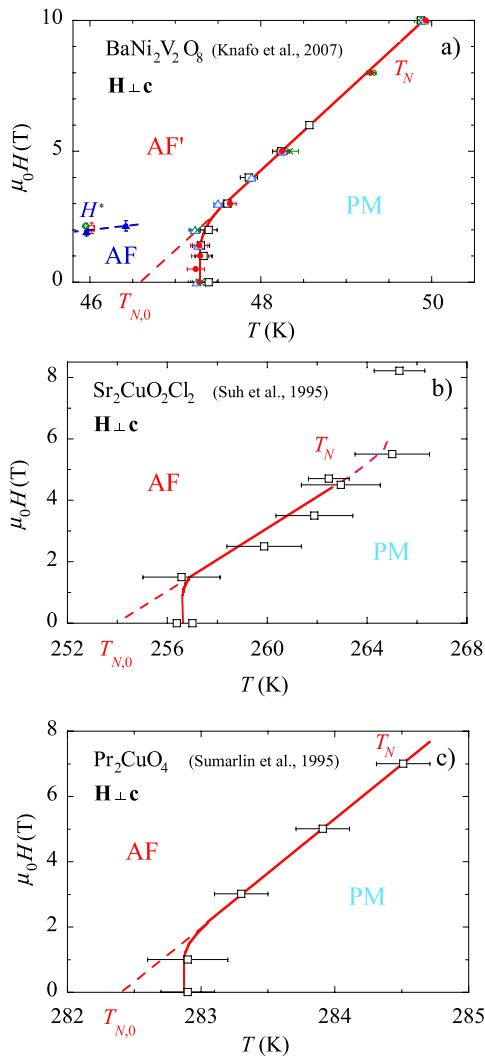 10
BaNi2V2O8 (Knafo et al., 2007)
a)
H⊥c
TN
AF'
5
PM
H*
AF
TN,0
0
46 48 50
μ0H(T)
T (K)
8
Sr2CuO2Cl2 (Suh et al., 1995)
b)
H⊥c
6
TN
AF
4
PM
2
0
252 256 260 264 268
TN,0
μ0H(T)
T (K)
8
TN
Pr2CuO4 (Sumarlin et al., 1995)
c)
H⊥c
6
AF
4
PM
2
0
282 283 284 285
TN,0
μ0H(T)
T (K)